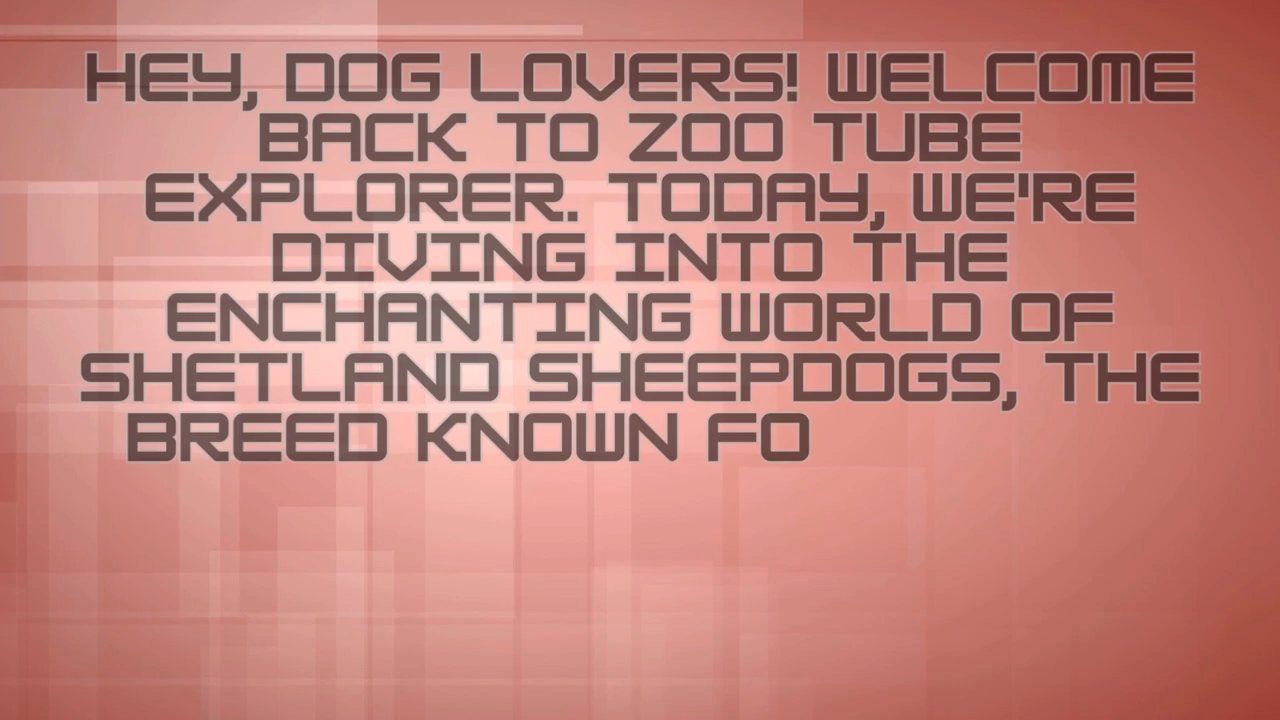 HEY, DOG LOVERS! WELCOME
BACK TO ZOO TUBE
EXPLORER. TODAY, WE'RE
DIVING INTO THE
ENCHANTING WORLD OF
SHETLAND SHEEPDOGS, THE
BREED KNOWN FO